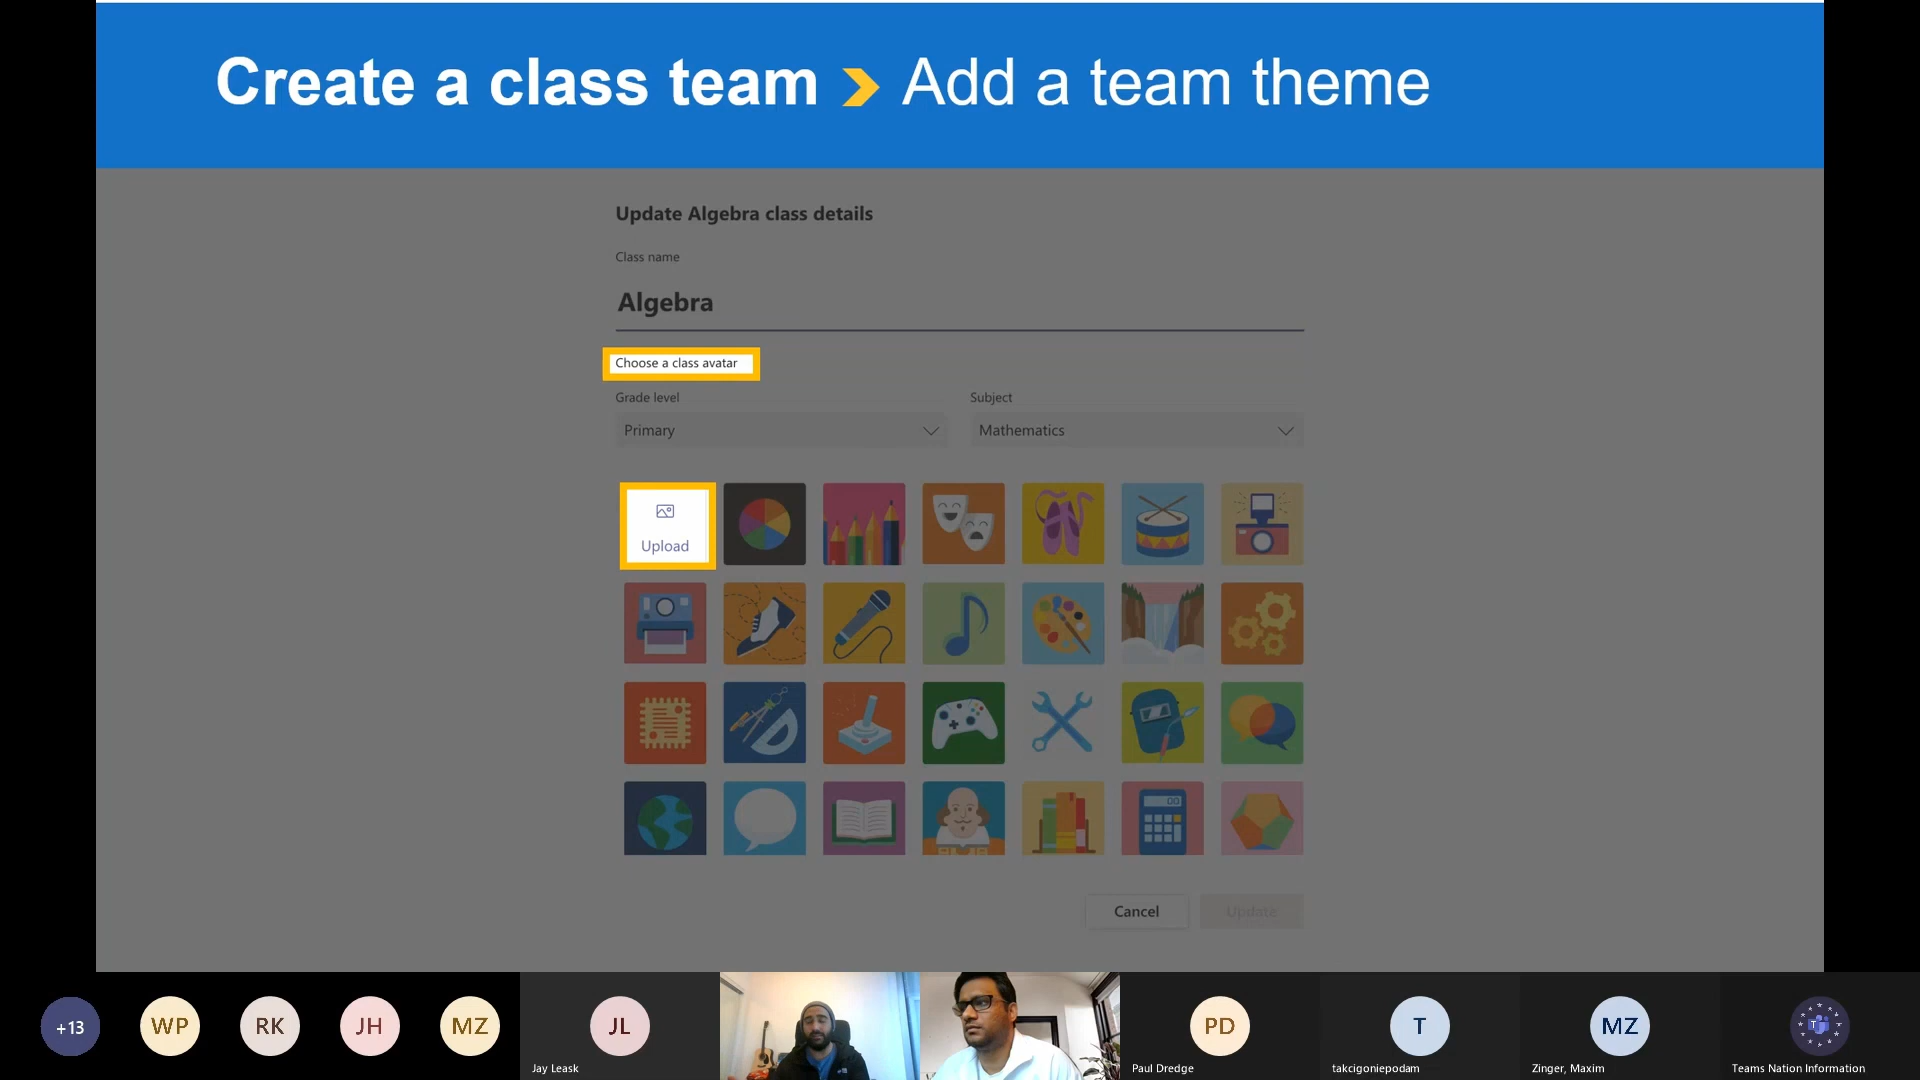 Create a class team > Add a team theme
Update Algebra class details
Class name
Algebra
Choose a class avatar
Grade level
Subject
Primary
Mathematics
Upload
Cancel
Update
+13
WP
RK
JH
MZ
JL
PD
T
MZ
Jay Leask
Paul Dredge
takcigoniepodam
Zinger, Maxim
Teams Nation Information